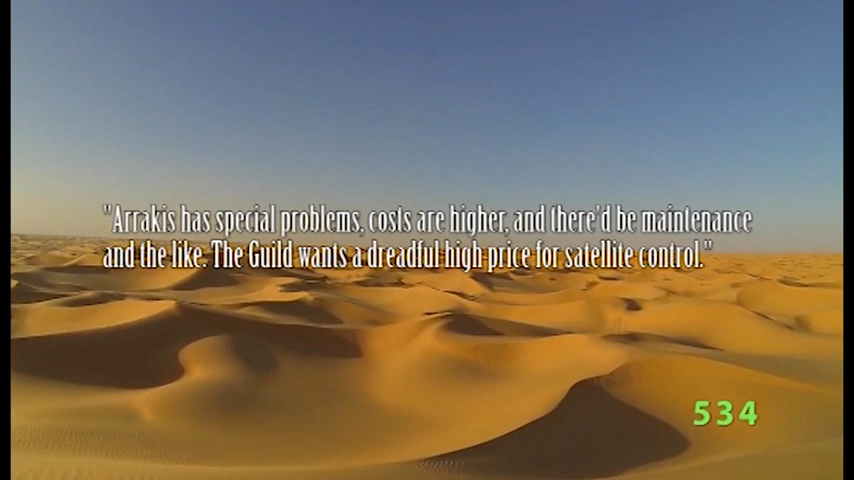 "Arrakis has special problems, costs are higher, and there'd be maintenance
and the like. The Guild wants a dreadful high price for satellite control."
534